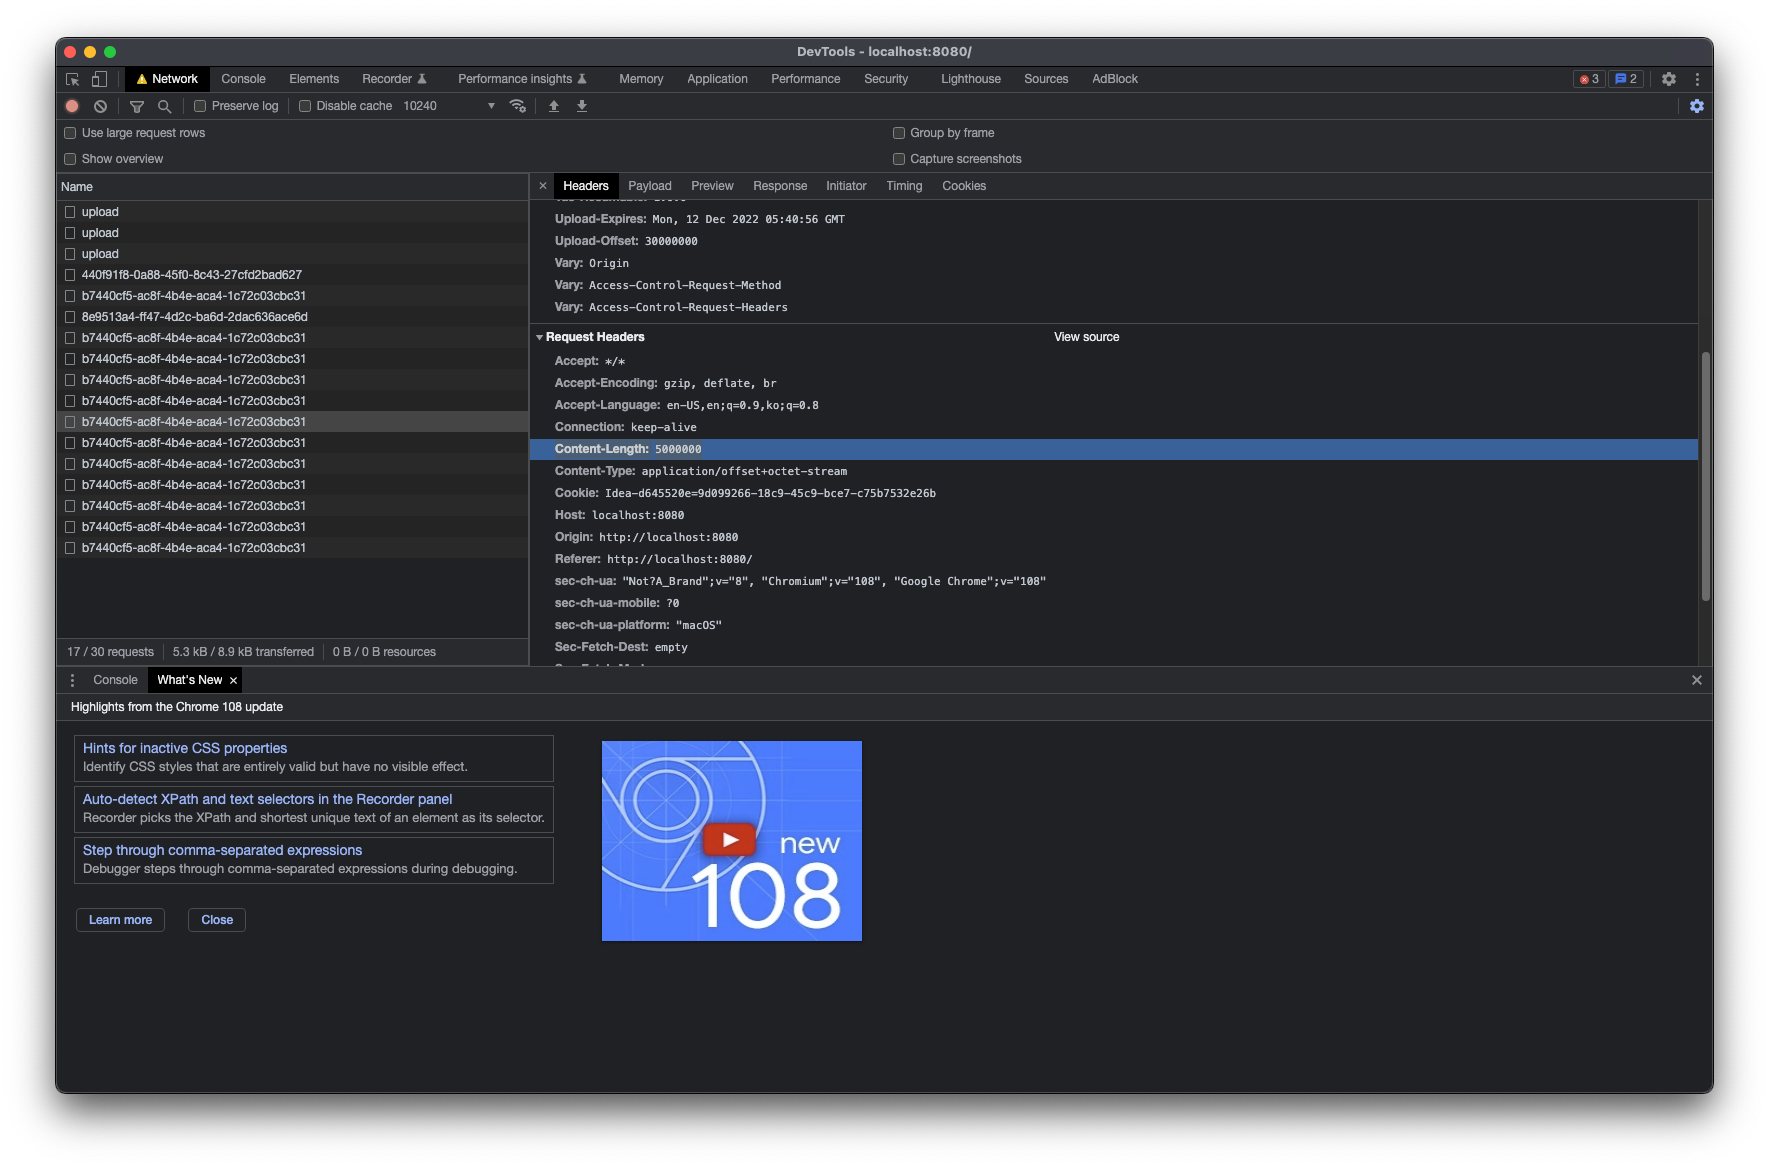 DevTools - localhost:8080/
Network Console Elements Recorder Performance insights Memory Application Performance Security Lighthouse Sources AdBlock 3 2
Preserve log Disable cache 10240
Use large request rows Group by frame
Show overview Capture screenshots
Name
upload
upload
upload
440f91f8-0a88-45f0-8c43-27cfd2bad627
b7440cf5-ac8f-4b4e-aca4-1c72c03cbc31
8e9513a4-ff47-4d2c-ba6d-2dac636ace6d
b7440cf5-ac8f-4b4e-aca4-1c72c03cbc31
b7440cf5-ac8f-4b4e-aca4-1c72c03cbc31
b7440cf5-ac8f-4b4e-aca4-1c72c03cbc31
b7440cf5-ac8f-4b4e-aca4-1c72c03cbc31
b7440cf5-ac8f-4b4e-aca4-1c72c03cbc31
b7440cf5-ac8f-4b4e-aca4-1c72c03cbc31
b7440cf5-ac8f-4b4e-aca4-1c72c03cbc31
b7440cf5-ac8f-4b4e-aca4-1c72c03cbc31
b7440cf5-ac8f-4b4e-aca4-1c72c03cbc31
b7440cf5-ac8f-4b4e-aca4-1c72c03cbc31
b7440cf5-ac8f-4b4e-aca4-1c72c03cbc31
17 / 30 requests 5.3 kB / 8.9 kB transferred 0 B / 0 B resources
Headers Payload Preview Response Initiator Timing Cookies
Upload-Expires: Mon, 12 Dec 2022 05:40:56 GMT
Upload-Offset: 30000000
Vary: Origin
Vary: Access-Control-Request-Method
Vary: Access-Control-Request-Headers
Request Headers View source
Accept: */*
Accept-Encoding: gzip, deflate, br
Accept-Language: en-US,en;q=0.9,ko;q=0.8
Connection: keep-alive
Content-Length: 5000000
Content-Type: application/offset+octet-stream
Cookie: Idea-d645520e=9d099266-18c9-45c9-bce7-c75b7532e26b
Host: localhost:8080
Origin: http://localhost:8080
Referer: http://localhost:8080/
sec-ch-ua: "Not?A_Brand";v="8", "Chromium";v="108", "Google Chrome";v="108"
sec-ch-ua-mobile: ?0
sec-ch-ua-platform: "macOS"
Sec-Fetch-Dest: empty
Console What's New
Highlights from the Chrome 108 update
Hints for inactive CSS properties
Identify CSS styles that are entirely valid but have no visible effect.
Auto-detect XPath and text selectors in the Recorder panel
Recorder picks the XPath and shortest unique text of an element as its selector.
Step through comma-separated expressions
Debugger steps through comma-separated expressions during debugging.
Learn more Close
new
108